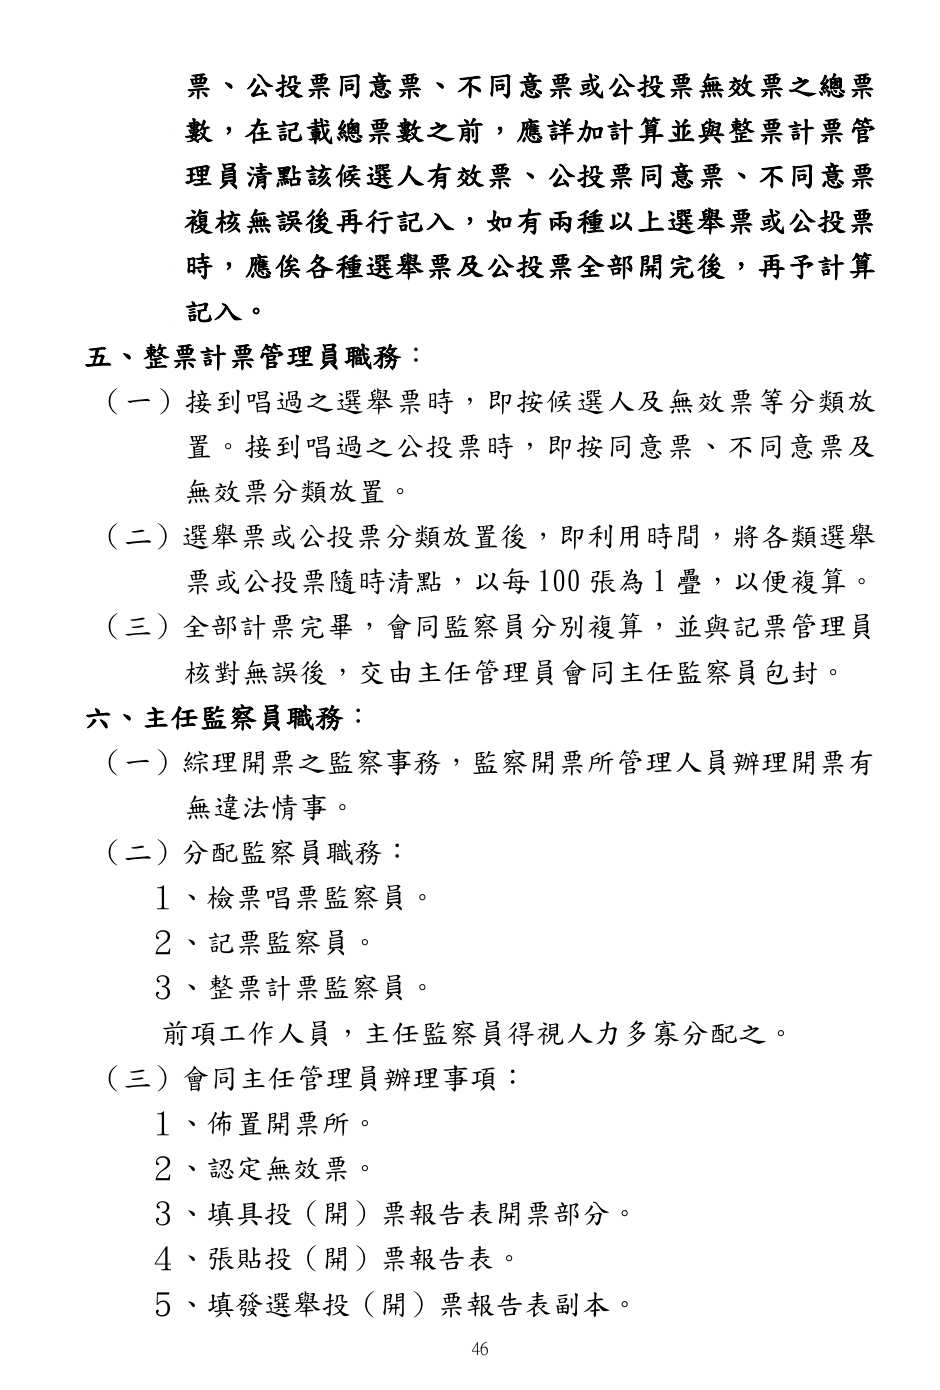 票、公投票同意票、不同意票或公投票無效票之總票
數，在記載總票數之前，應詳加計算並與整票計票管
理員清點該候選人有效票、公投票同意票、不同意票
複核無誤後再行記入，如有兩種以上選舉票或公投票
時，應俟各種選舉票及公投票全部開完後，再予計算
記入。
五、整票計票管理員職務：
（一）接到唱過之選舉票時，即按候選人及無效票等分類放
置。接到唱過之公投票時，即按同意票、不同意票及
無效票分類放置。
（二）選舉票或公投票分類放置後，即利用時間，將各類選舉
票或公投票隨時清點，以每 100 張為 1 疊，以便複算。
（三）全部計票完畢，會同監察員分別複算，並與記票管理員
核對無誤後，交由主任管理員會同主任監察員包封。
六、主任監察員職務：
（一）綜理開票之監察事務，監察開票所管理人員辦理開票有
無違法情事。
（二）分配監察員職務：
１、檢票唱票監察員。
２、記票監察員。
３、整票計票監察員。
前項工作人員，主任監察員得視人力多寡分配之。
（三）會同主任管理員辦理事項：
１、佈置開票所。
２、認定無效票。
３、填具投（開）票報告表開票部分。
４、張貼投（開）票報告表。
５、填發選舉投（開）票報告表副本。
46